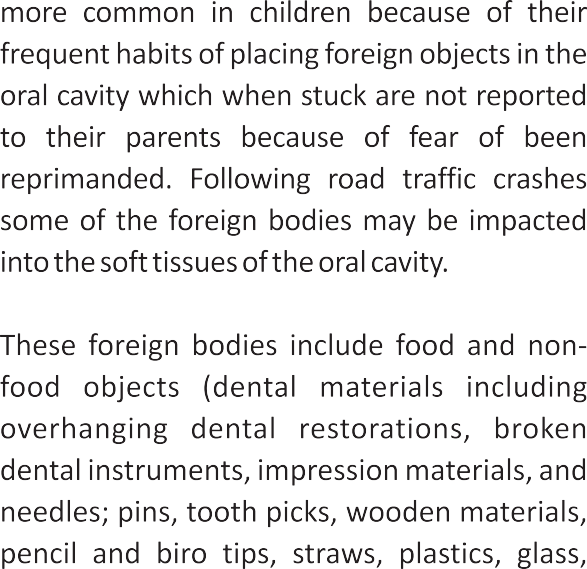 more common in children because of their
frequent habits of placing foreign objects in the
oral cavity which when stuck are not reported
to their parents because of fear of been
reprimanded. Following road traffic crashes
some of the foreign bodies may be impacted
into the soft tissues of the oral cavity.
These foreign bodies include food and non-
food objects (dental materials including
overhanging dental restorations, broken
dental instruments, impression materials, and
needles; pins, tooth picks, wooden materials,
pencil and biro tips, straws, plastics, glass,